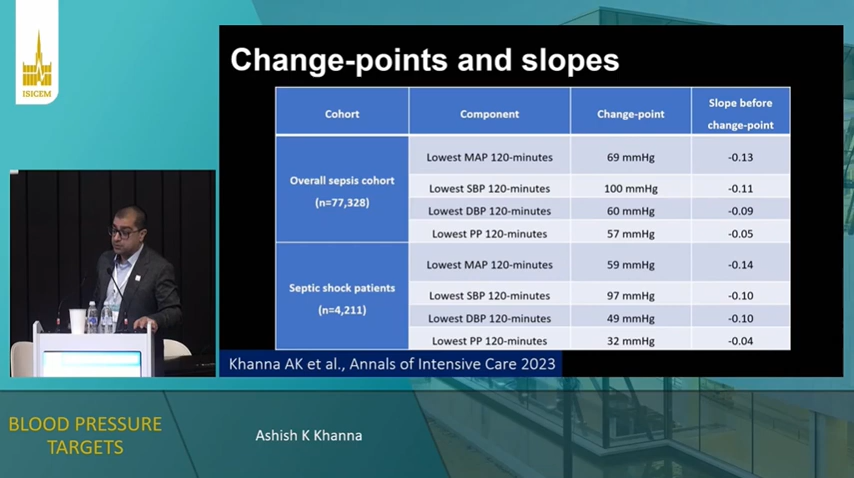 ISICEM
Change-points and slopes
Cohort Component Change-point Slope before change-point
Overall sepsis cohort (n=77,328)
Lowest MAP 120-minutes 69 mmHg -0.13
Lowest SBP 120-minutes 100 mmHg -0.11
Lowest DBP 120-minutes 60 mmHg -0.09
Lowest PP 120-minutes 57 mmHg -0.05
Septic shock patients (n=4,211)
Lowest MAP 120-minutes 59 mmHg -0.14
Lowest SBP 120-minutes 97 mmHg -0.10
Lowest DBP 120-minutes 49 mmHg -0.10
Lowest PP 120-minutes 32 mmHg -0.04
Khanna AK et al., Annals of Intensive Care 2023
BLOOD PRESSURE
TARGETS
Ashish K Khanna